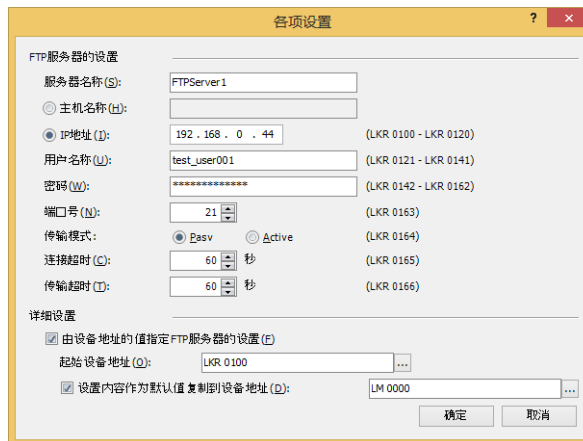 各项设置 ? ×
FTP服务器的设置
服务器名称(S): FTPServer1
主机名称(H):
IP地址(I): 192 . 168 . 0 . 44 (LKR 0100 - LKR 0120)
用户名称(U): test_user001 (LKR 0121 - LKR 0141)
密码(W): ************* (LKR 0142 - LKR 0162)
端口号(N): 21 (LKR 0163)
传输模式: Pasv Active (LKR 0164)
连接超时(C): 60 秒 (LKR 0165)
传输超时(T): 60 秒 (LKR 0166)
详细设置
由设备地址的值指定FTP服务器的设置(F)
起始设备地址(O): LKR 0100 ...
设置内容作为默认值复制到设备地址(D): LM 0000 ...
确定 取消